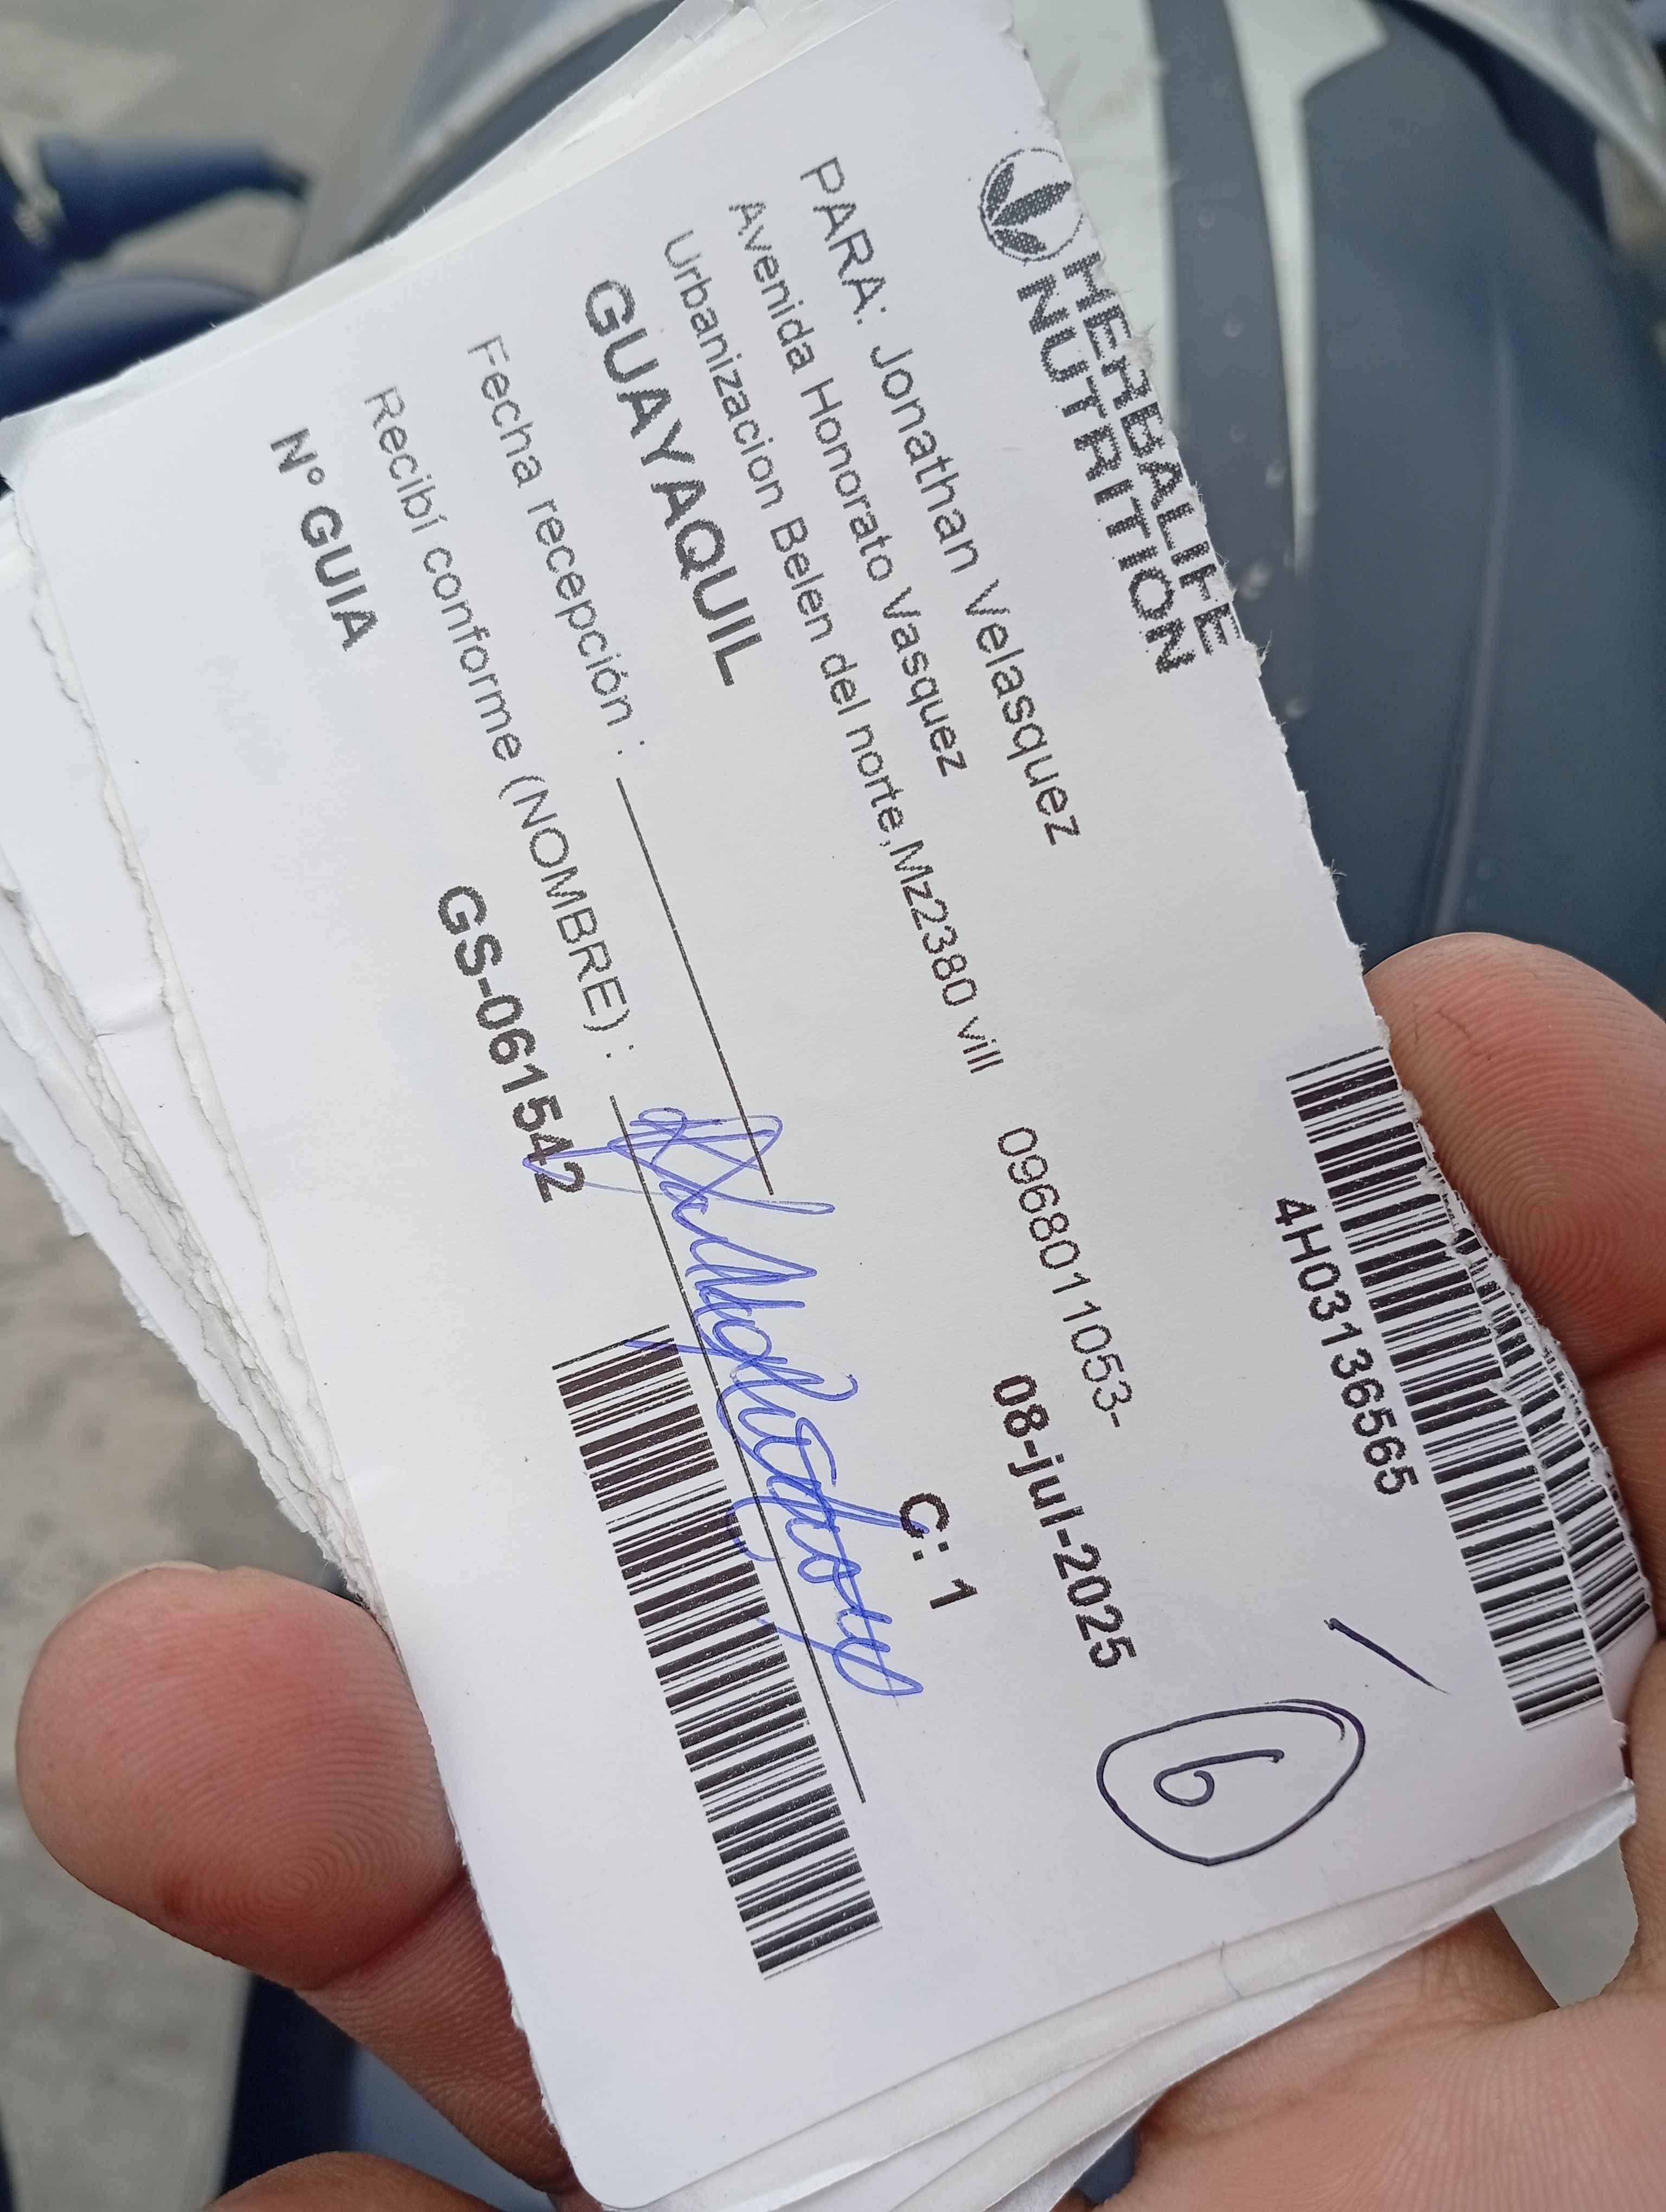 HERBALIFE
NUTRITION
4H03136565
PARA: Jonathan Velasquez
Avenida Honorato Vasquez
Urbanizacion Belen del norte,Mz2380 vill 0968011053-
GUAYAQUIL 08-jul-2025
6
C: 1
Fecha recepción :
Recibí conforme (NOMBRE) :
Nº GUIA GS-061542